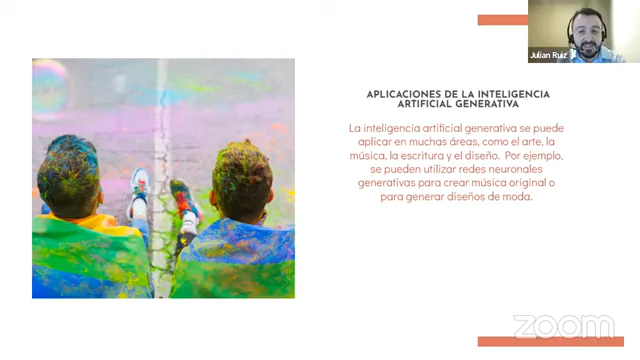 Julian Ruiz
APLICACIONES DE LA INTELIGENCIA
ARTIFICIAL GENERATIVA
La inteligencia artificial generativa se puede
aplicar en muchas áreas, como el arte, la
música, la escritura y el diseño. Por ejemplo,
se pueden utilizar redes neuronales
generativas para crear música original o
para generar diseños de moda.
zoom